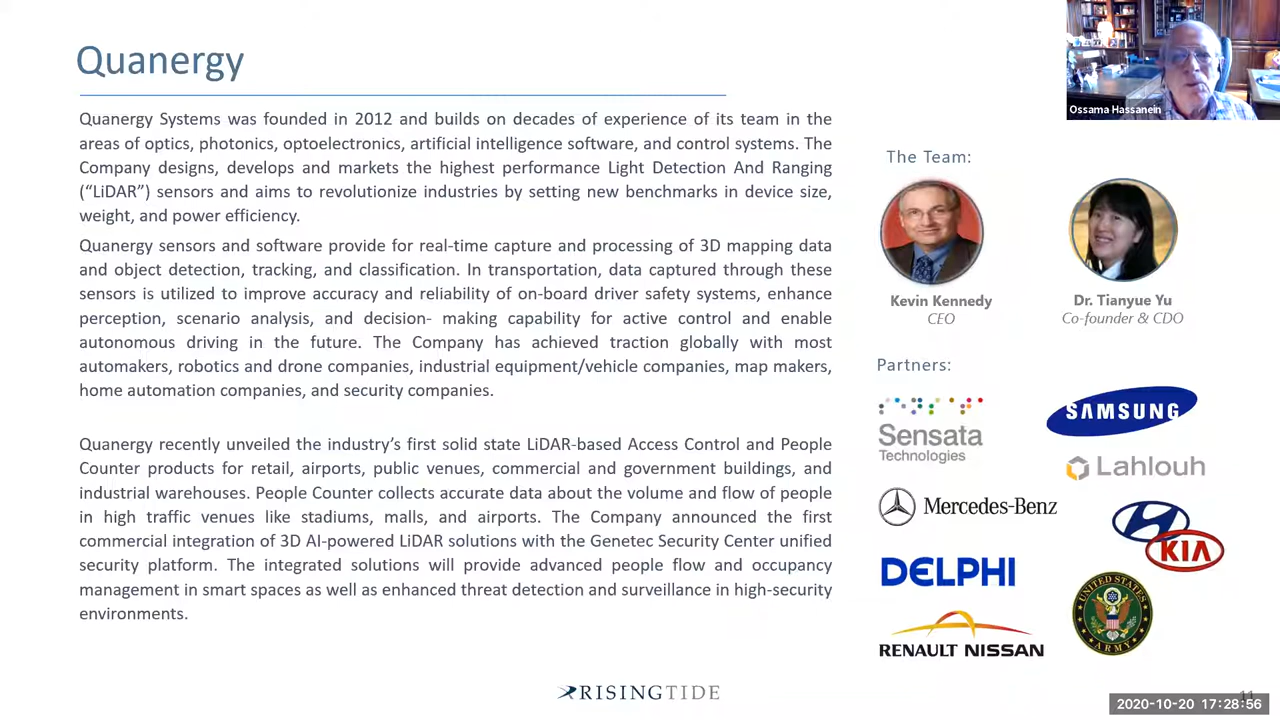 Quanergy
Quanergy Systems was founded in 2012 and builds on decades of experience of its team in the
areas of optics, photonics, optoelectronics, artificial intelligence software, and control systems. The
Company designs, develops and markets the highest performance Light Detection And Ranging
(“LiDAR”) sensors and aims to revolutionize industries by setting new benchmarks in device size,
weight, and power efficiency.
Quanergy sensors and software provide for real-time capture and processing of 3D mapping data
and object detection, tracking, and classification. In transportation, data captured through these
sensors is utilized to improve accuracy and reliability of on-board driver safety systems, enhance
perception, scenario analysis, and decision- making capability for active control and enable
autonomous driving in the future. The Company has achieved traction globally with most
automakers, robotics and drone companies, industrial equipment/vehicle companies, map makers,
home automation companies, and security companies.
Quanergy recently unveiled the industry’s first solid state LiDAR-based Access Control and People
Counter products for retail, airports, public venues, commercial and government buildings, and
industrial warehouses. People Counter collects accurate data about the volume and flow of people
in high traffic venues like stadiums, malls, and airports. The Company announced the first
commercial integration of 3D AI-powered LiDAR solutions with the Genetec Security Center unified
security platform. The integrated solutions will provide advanced people flow and occupancy
management in smart spaces as well as enhanced threat detection and surveillance in high-security
environments.
Ossama Hassanein
The Team:
Kevin Kennedy
CEO
Dr. Tianyue Yu
Co-founder & CDO
Partners:
Sensata
Technologies
SAMSUNG
Lahlouh
Mercedes-Benz
KIA
DELPHI
UNITED STATES
ARMY
RENAULT NISSAN
RISINGTIDE
11
2020-10-20 17:28:56